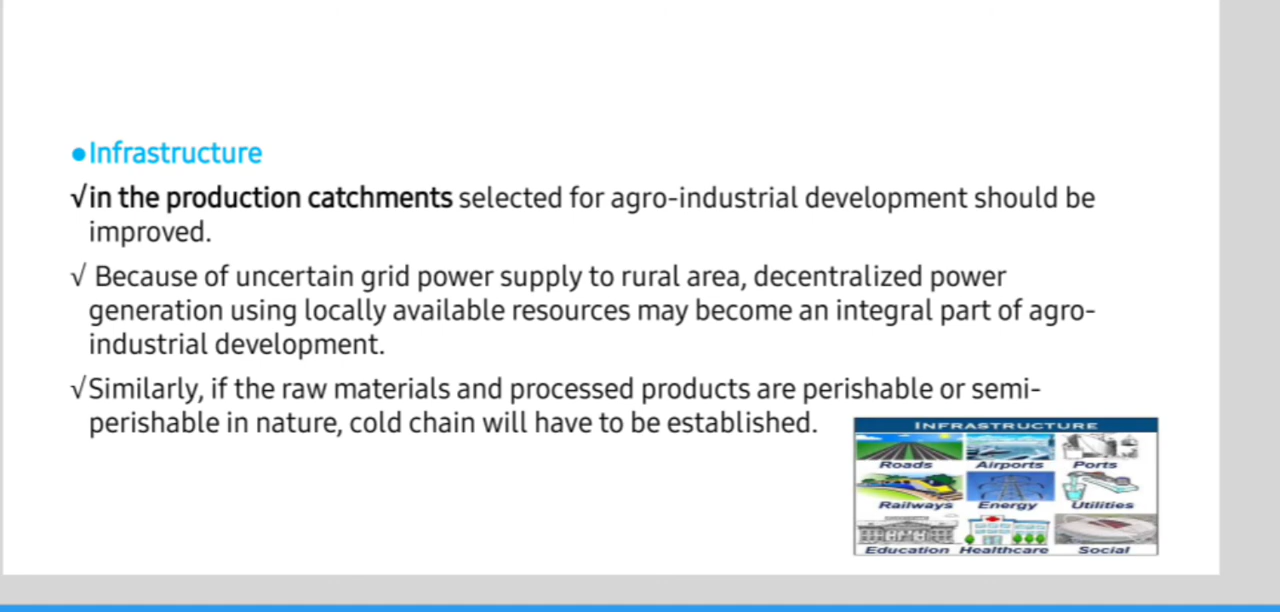 ●Infrastructure
√in the production catchments selected for agro-industrial development should be
improved.
√ Because of uncertain grid power supply to rural area, decentralized power
generation using locally available resources may become an integral part of agro-
industrial development.
√Similarly, if the raw materials and processed products are perishable or semi-
perishable in nature, cold chain will have to be established.
INFRASTRUCTURE
Roads Airports Ports
Railways Energy Utilities
Education Healthcare Social